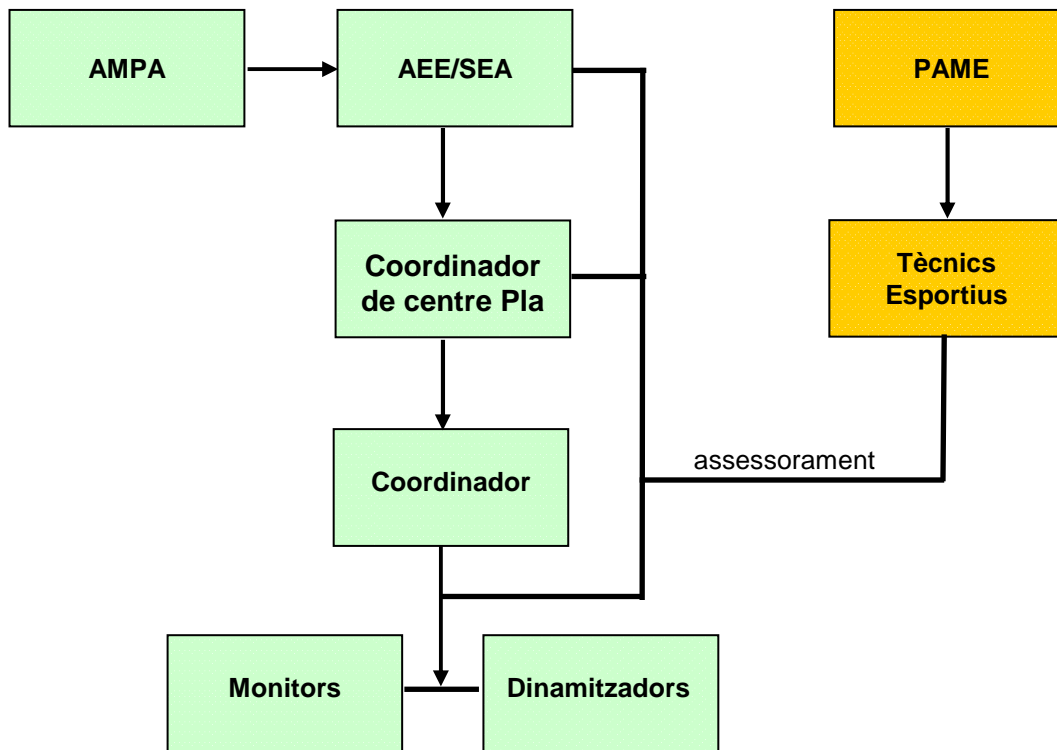 AMPA
AEE/SEA
PAME
Coordinador
de centre Pla
Tècnics
Esportius
Coordinador
assessorament
Monitors
Dinamitzadors